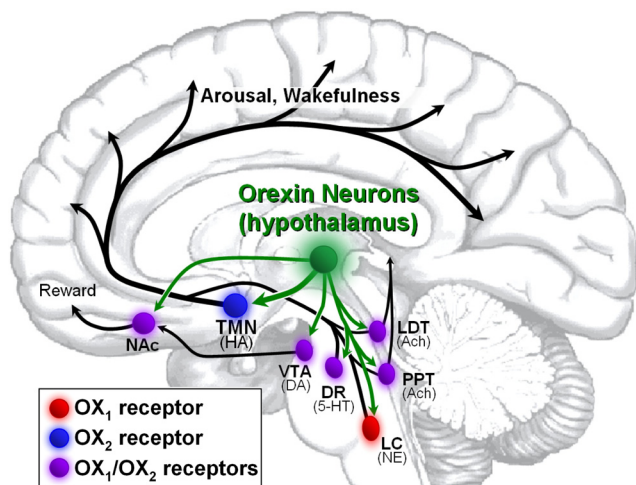 Arousal, Wakefulness
Orexin Neurons
(hypothalamus)
Reward
NAc
TMN
(HA)
VTA
(DA)
DR
(5-HT)
LDT
(Ach)
PPT
(Ach)
LC
(NE)
OX₁ receptor
OX₂ receptor
OX₁/OX₂ receptors